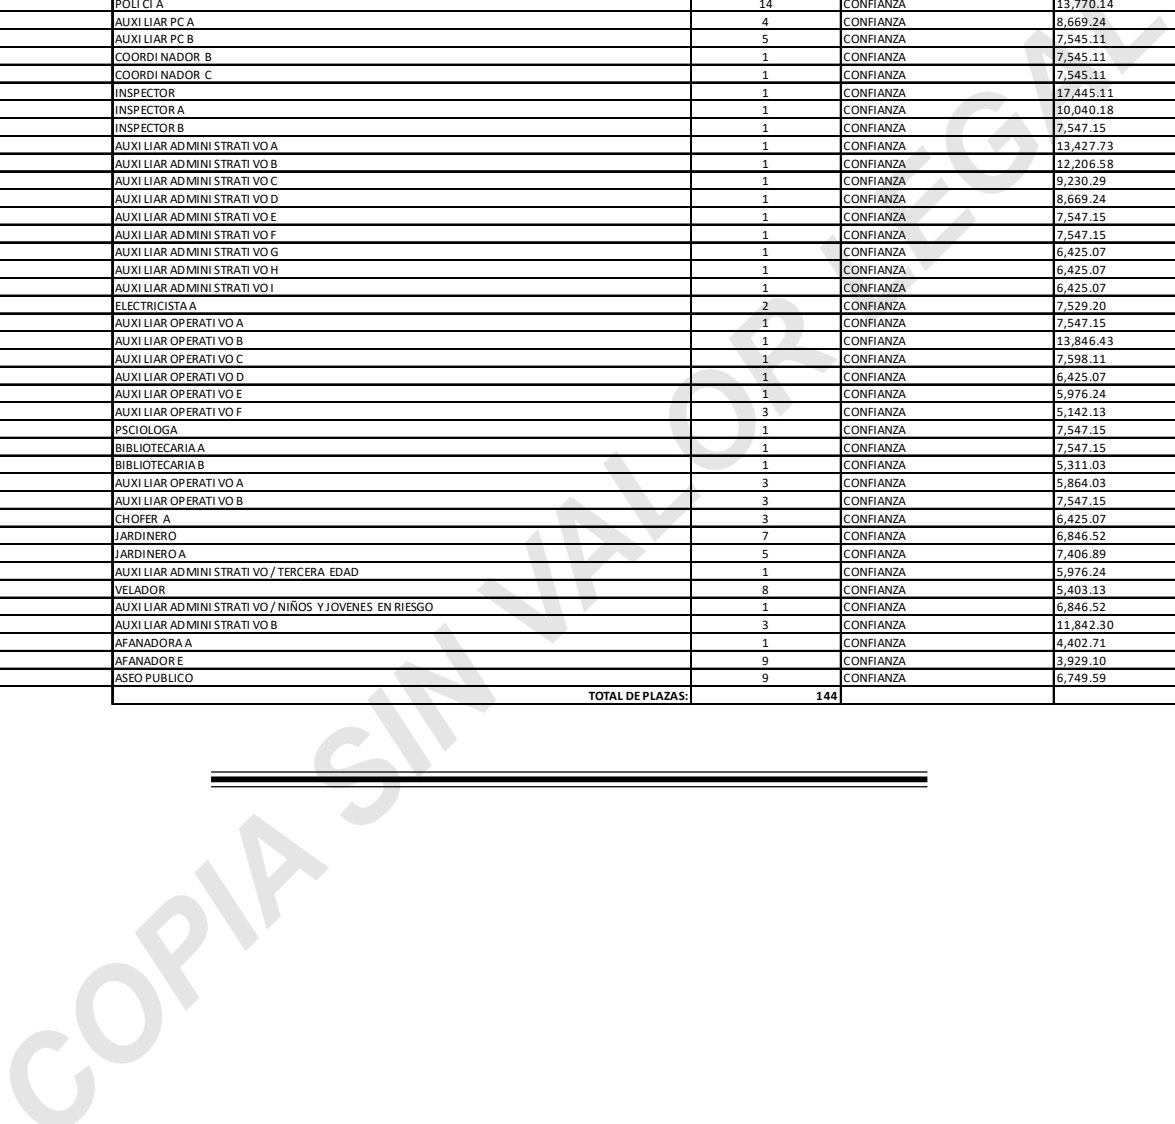 POLICIA 14 CONFIANZA 13,770.14
AUXILIAR PC A 4 CONFIANZA 8,669.24
AUXILIAR PC B 5 CONFIANZA 7,545.11
COORDINADOR B 1 CONFIANZA 7,545.11
COORDINADOR C 1 CONFIANZA 7,545.11
INSPECTOR 1 CONFIANZA 17,445.11
INSPECTOR A 1 CONFIANZA 10,040.18
INSPECTOR B 1 CONFIANZA 7,547.15
AUXILIAR ADMINISTRATIVO A 1 CONFIANZA 13,427.73
AUXILIAR ADMINISTRATIVO B 1 CONFIANZA 12,206.58
AUXILIAR ADMINISTRATIVO C 1 CONFIANZA 9,230.29
AUXILIAR ADMINISTRATIVO D 1 CONFIANZA 8,669.24
AUXILIAR ADMINISTRATIVO E 1 CONFIANZA 7,547.15
AUXILIAR ADMINISTRATIVO F 1 CONFIANZA 7,547.15
AUXILIAR ADMINISTRATIVO G 1 CONFIANZA 6,425.07
AUXILIAR ADMINISTRATIVO H 1 CONFIANZA 6,425.07
AUXILIAR ADMINISTRATIVO I 1 CONFIANZA 6,425.07
ELECTRICISTA A 2 CONFIANZA 7,529.20
AUXILIAR OPERATIVO A 1 CONFIANZA 7,547.15
AUXILIAR OPERATIVO B 1 CONFIANZA 13,846.43
AUXILIAR OPERATIVO C 1 CONFIANZA 7,598.11
AUXILIAR OPERATIVO D 1 CONFIANZA 6,425.07
AUXILIAR OPERATIVO E 1 CONFIANZA 5,976.24
AUXILIAR OPERATIVO F 3 CONFIANZA 5,142.13
PSCIOLOGA 1 CONFIANZA 7,547.15
BIBLIOTECARIA A 1 CONFIANZA 7,547.15
BIBLIOTECARIA B 1 CONFIANZA 5,311.03
AUXILIAR OPERATIVO A 3 CONFIANZA 5,864.03
AUXILIAR OPERATIVO B 3 CONFIANZA 7,547.15
CHOFER A 3 CONFIANZA 6,425.07
JARDINERO 7 CONFIANZA 6,846.52
JARDINERO A 5 CONFIANZA 7,406.89
AUXILIAR ADMINISTRATIVO / TERCERA EDAD 1 CONFIANZA 5,976.24
VELADOR 8 CONFIANZA 5,403.13
AUXILIAR ADMINISTRATIVO / NIÑOS Y JOVENES EN RIESGO 1 CONFIANZA 6,846.52
AUXILIAR ADMINISTRATIVO B 3 CONFIANZA 11,842.30
AFANADORA A 1 CONFIANZA 4,402.71
AFANADOR E 9 CONFIANZA 3,929.10
ASEO PUBLICO 9 CONFIANZA 6,749.59
TOTAL DE PLAZAS: 144
COPIA SIN VALOR LEGAL